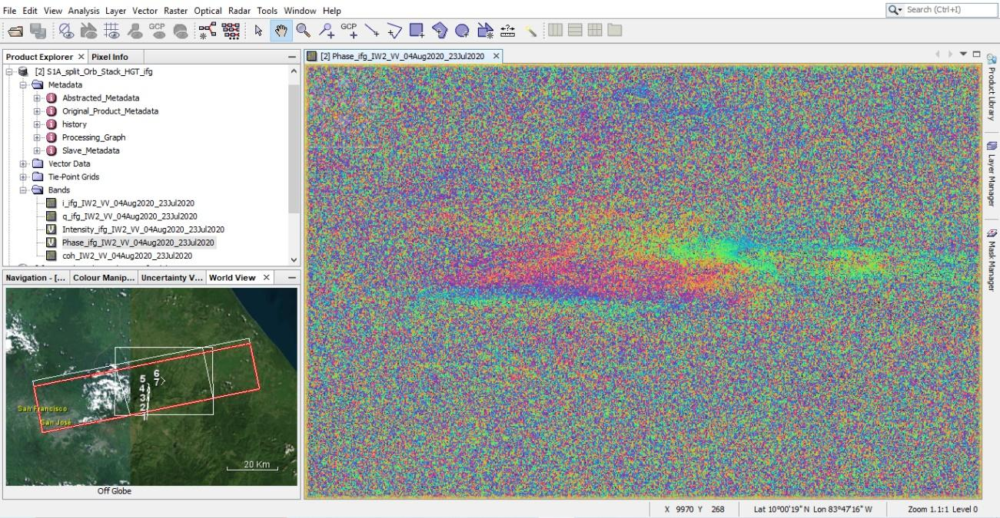 File Edit View Analysis Layer Vector Raster Optical Radar Tools Window Help
Search (Ctrl+I)
GCP GCP
Product Explorer Pixel Info
[2] S1A_split_Orb_Stack_HGT_ifg
Metadata
Abstracted_Metadata
Original_Product_Metadata
history
Processing_Graph
Slave_Metadata
Vector Data
Tie-Point Grids
Bands
i_ifg_IW2_VV_04Aug2020_23Jul2020
q_ifg_IW2_VV_04Aug2020_23Jul2020
Intensity_ifg_IW2_VV_04Aug2020_23Jul2020
Phase_ifg_IW2_VV_04Aug2020_23Jul2020
coh_IW2_VV_04Aug2020_23Jul2020
Navigation - [... Colour Manip... Uncertainty V... World View
5
6
4
7
3
2
San Francisco
San José
20 Km
Off Globe
[2] Phase_ifg_IW2_VV_04Aug2020_23Jul2020
Product Library
Layer Manager
Mask Manager
X 9970 Y 268
Lat 10°00'19" N Lon 83°47'16" W
Zoom 1.1:1 Level 0